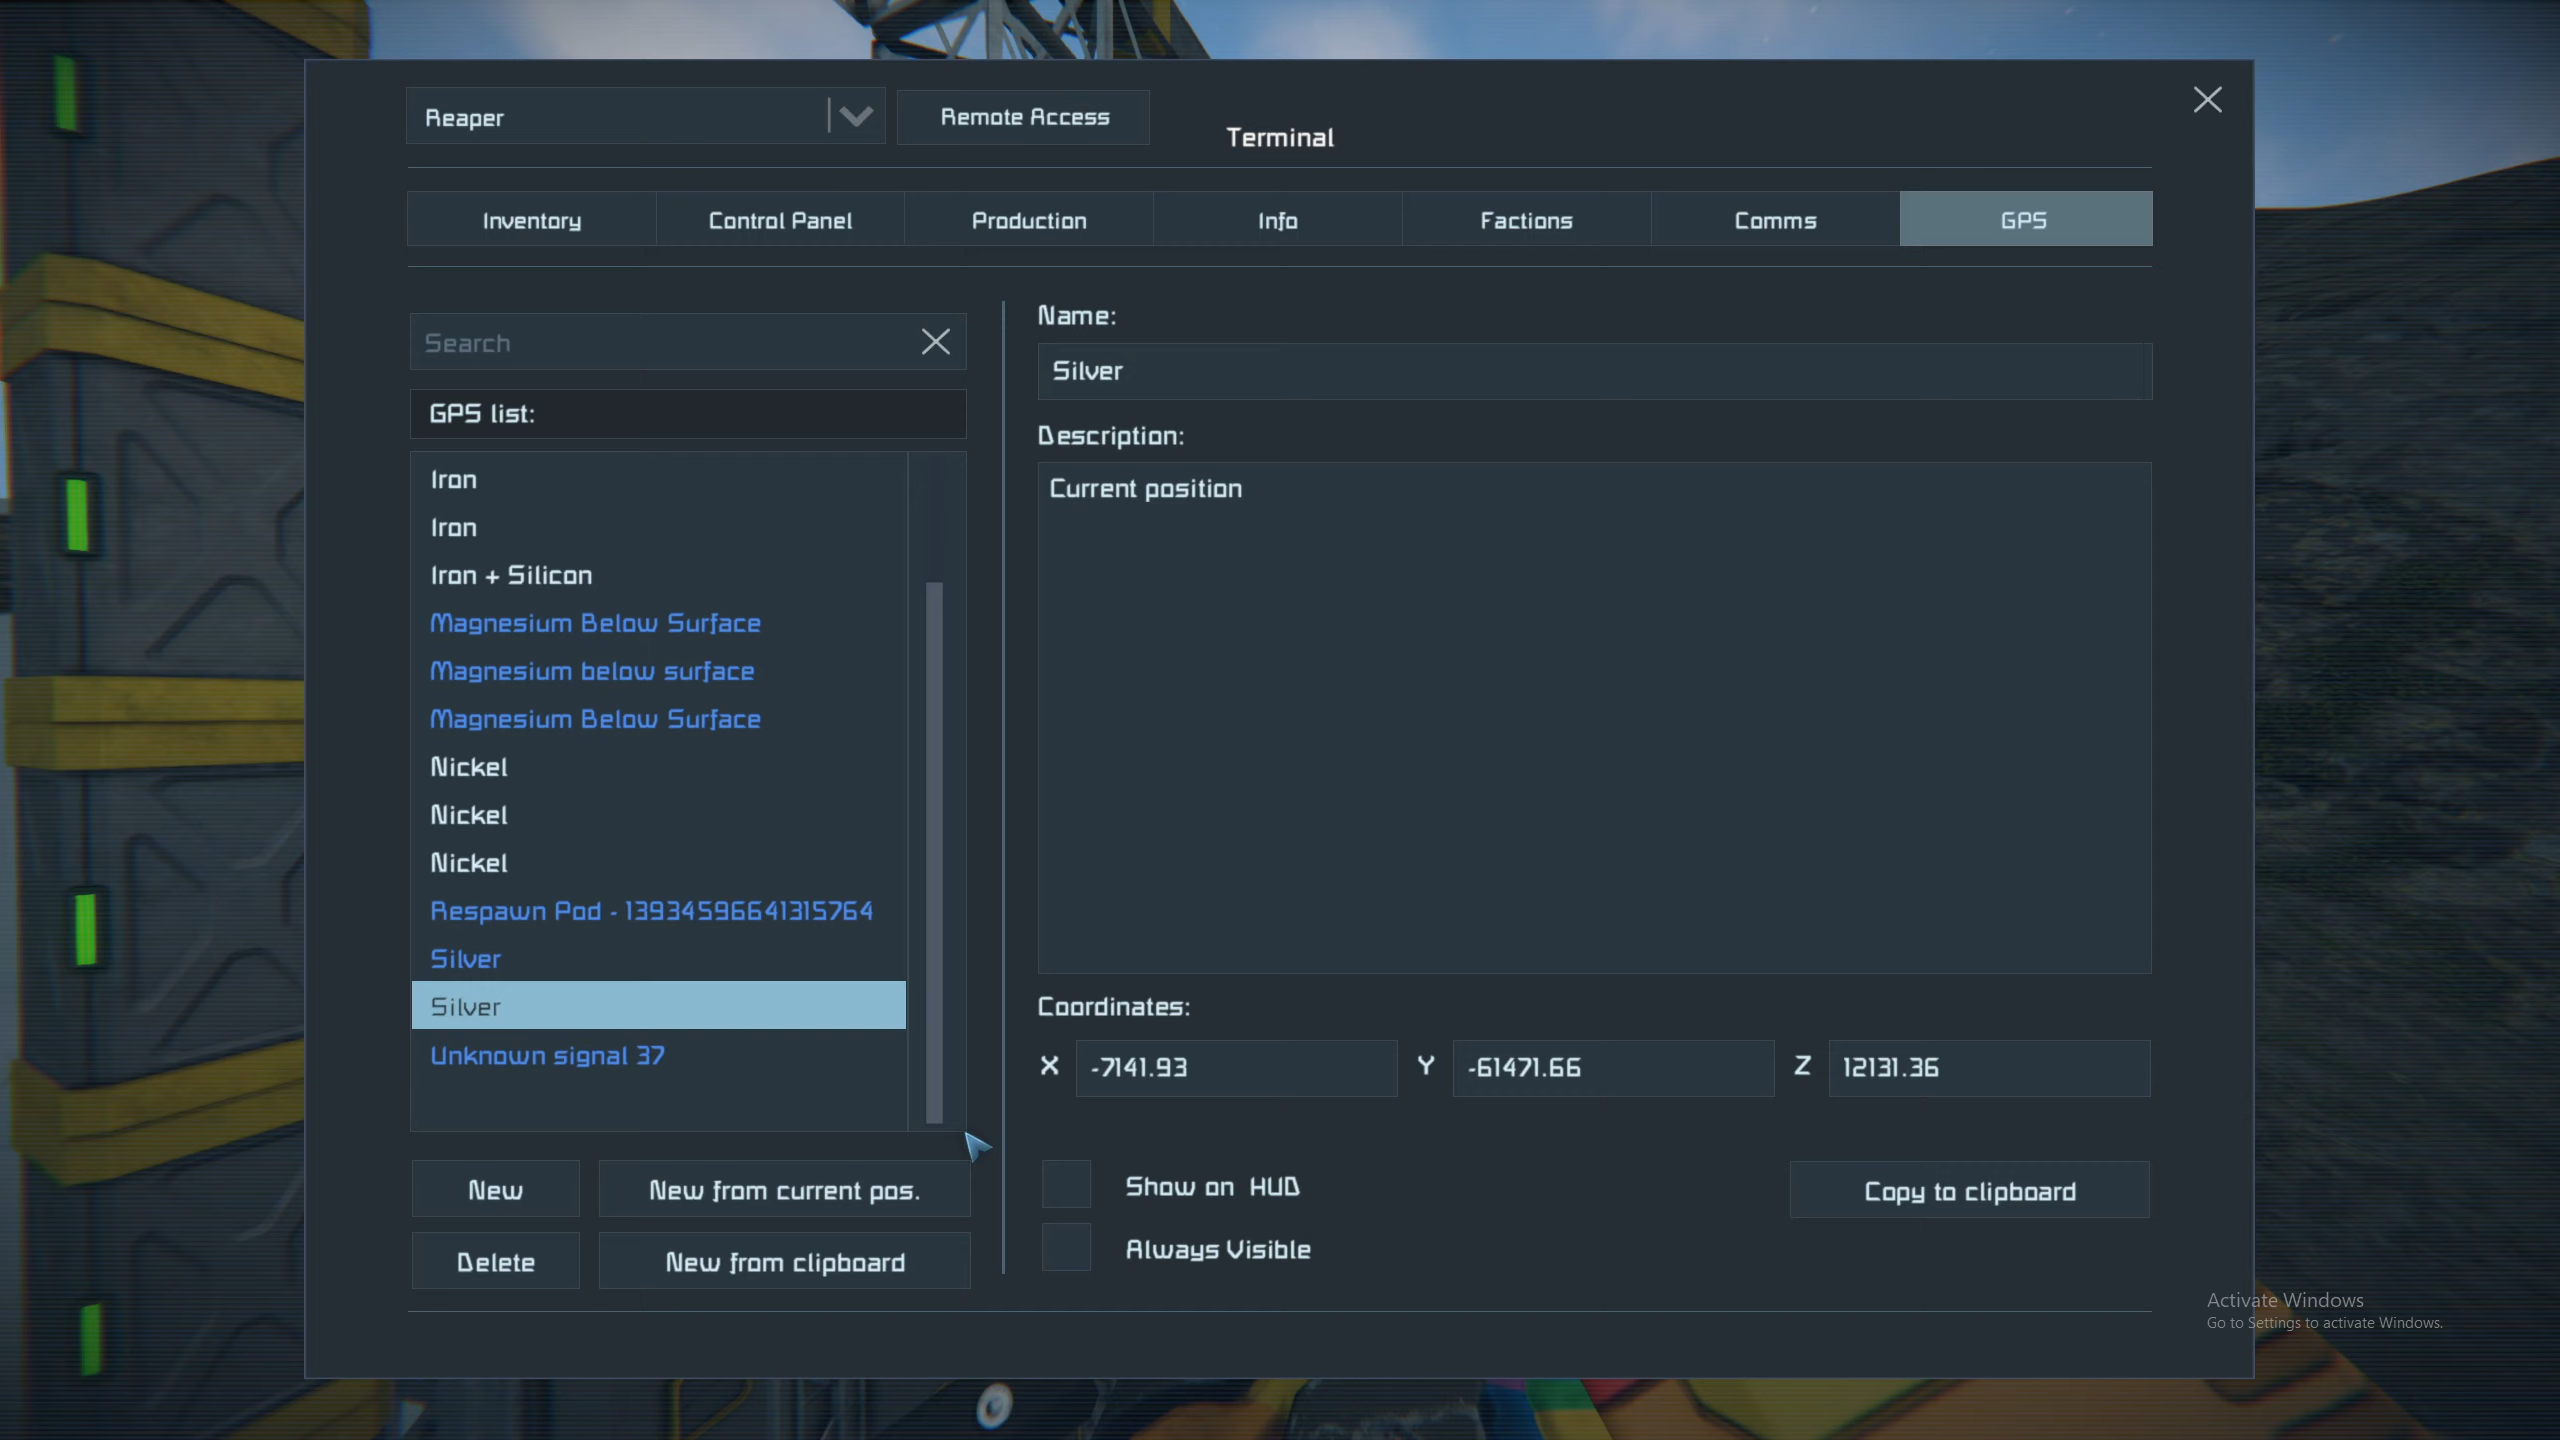 Reaper
Remote Access
Terminal
Inventory
Control Panel
Production
Info
Factions
Comms
GPS
Search
GPS list:
Iron
Iron
Iron + Silicon
Magnesium Below Surface
Magnesium below surface
Magnesium Below Surface
Nickel
Nickel
Nickel
Respawn Pod - 13934596641315764
Silver
Silver
Unknown signal 37
New
New from current pos.
Delete
New from clipboard
Name:
Silver
Description:
Current position
Coordinates:
X -7141.93 Y -61471.66 Z 12131.36
Show on HUD
Always Visible
Copy to clipboard
Activate Windows
Go to Settings to activate Windows.